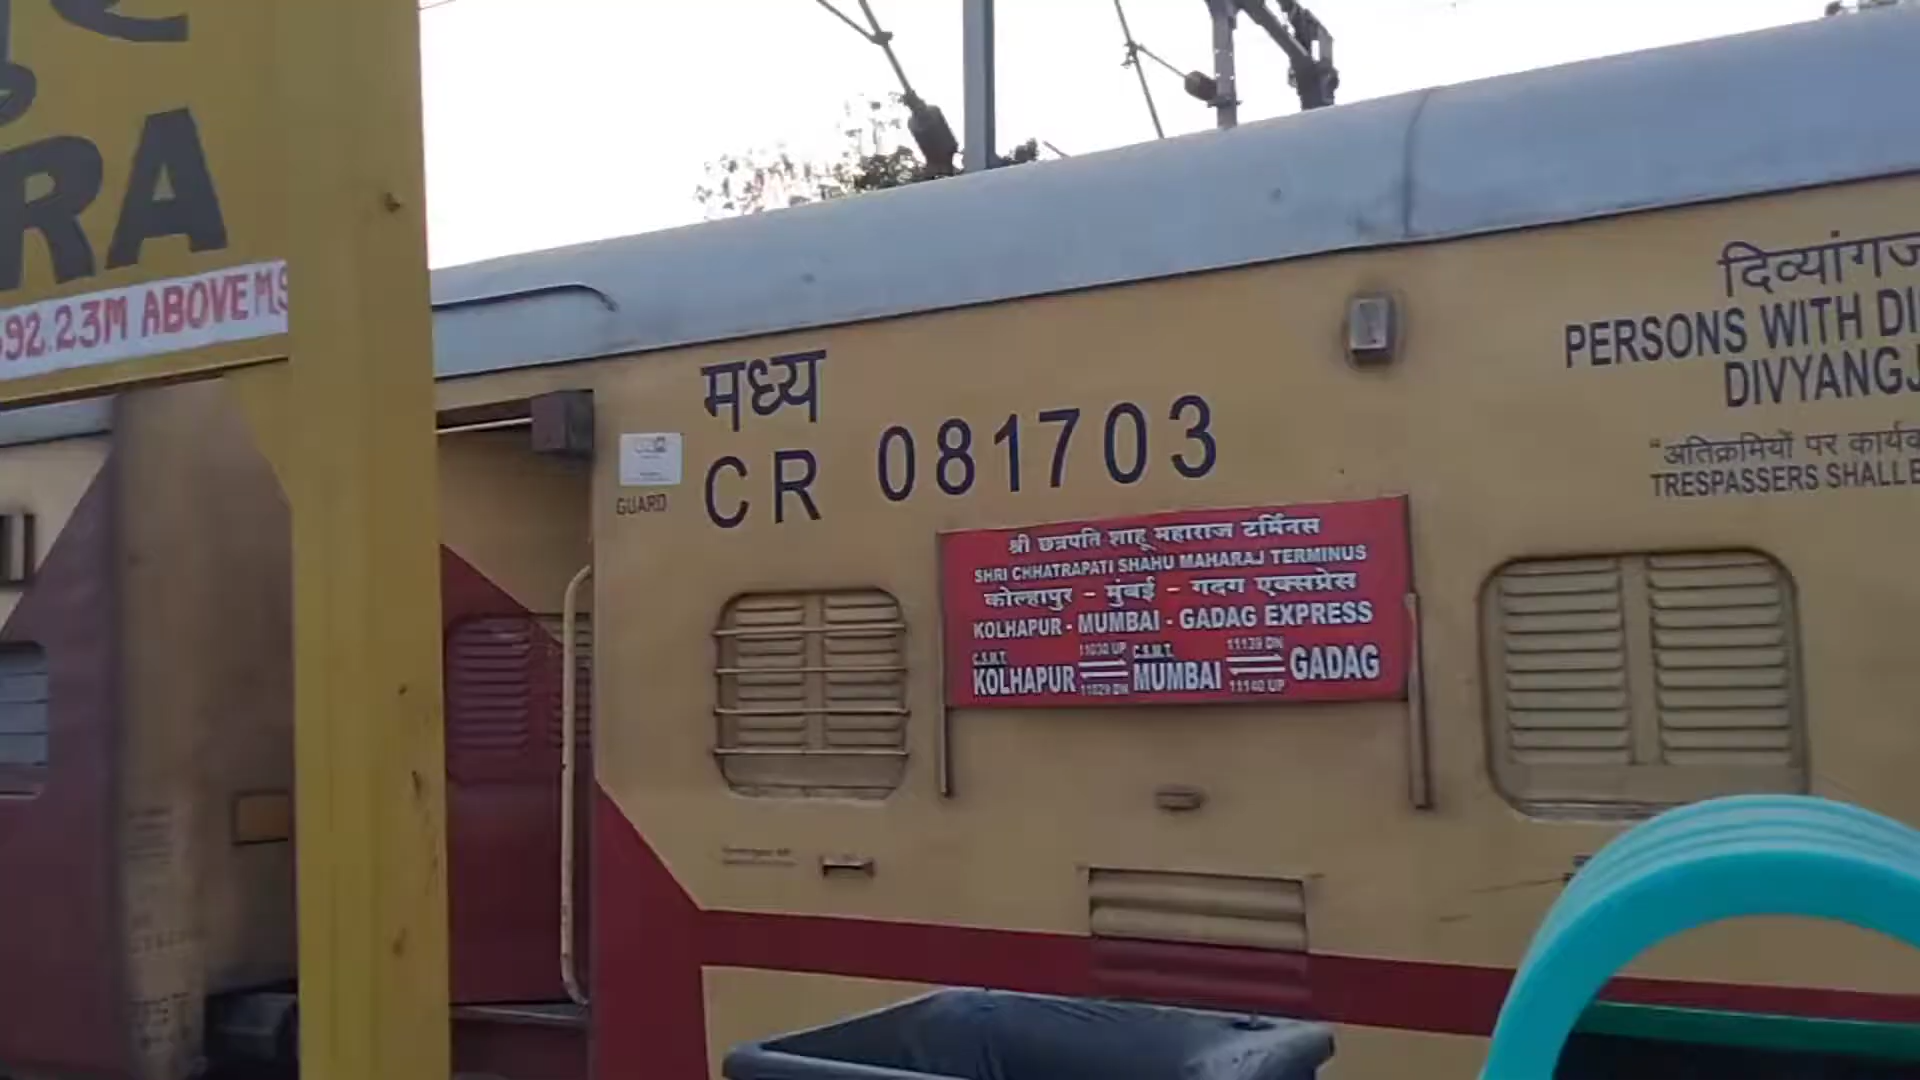 RA
92.23M ABOVE MS
मध्य
CR 081703
GUARD
श्री छत्रपति शाहू महाराज टर्मिनस
SHRI CHHATRAPATI SHAHU MAHARAJ TERMINUS
कोल्हापुर - मुंबई - गदग एक्सप्रेस
KOLHAPUR - MUMBAI - GADAG EXPRESS
C.S.M.T. 11030 UP C.S.M.T. 11139 DN
KOLHAPUR MUMBAI GADAG
11029 DN 11140 UP
दिव्यांगज
PERSONS WITH DI
DIVYANGJ
"अतिक्रमियों पर कार्यव
TRESPASSERS SHALLE